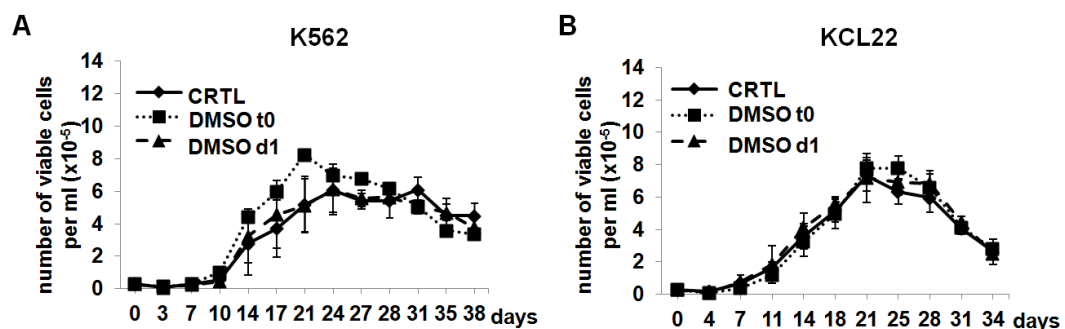 A
K562
number of viable cells
per ml (x10-5)
14
12
10
8
6
4
2
0
CRTL
DMSO t0
DMSO d1
0 3 7 10 14 17 21 24 27 28 31 35 38 days
B
KCL22
number of viable cells
per ml (x10-5)
14
12
10
8
6
4
2
0
CRTL
DMSO t0
DMSO d1
0 4 7 11 14 18 21 25 28 31 34 days